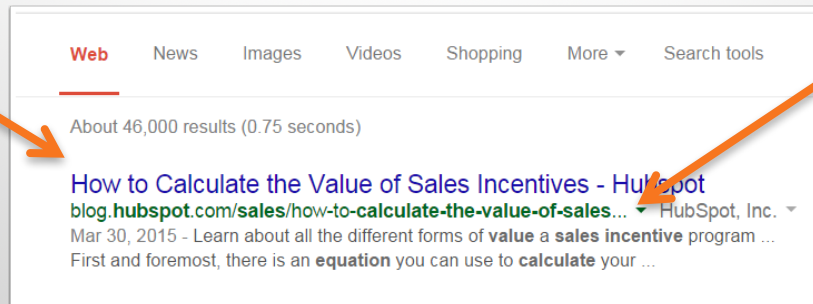 Web News Images Videos Shopping More Search tools
About 46,000 results (0.75 seconds)
How to Calculate the Value of Sales Incentives - Hubspot
blog.hubspot.com/sales/how-to-calculate-the-value-of-sales... HubSpot, Inc.
Mar 30, 2015 - Learn about all the different forms of value a sales incentive program ...
First and foremost, there is an equation you can use to calculate your ...